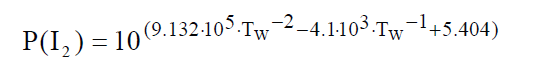 P(I₂) = 10^(9.132·10⁵·T_W⁻² − 4.1·10³·T_W⁻¹ + 5.404)